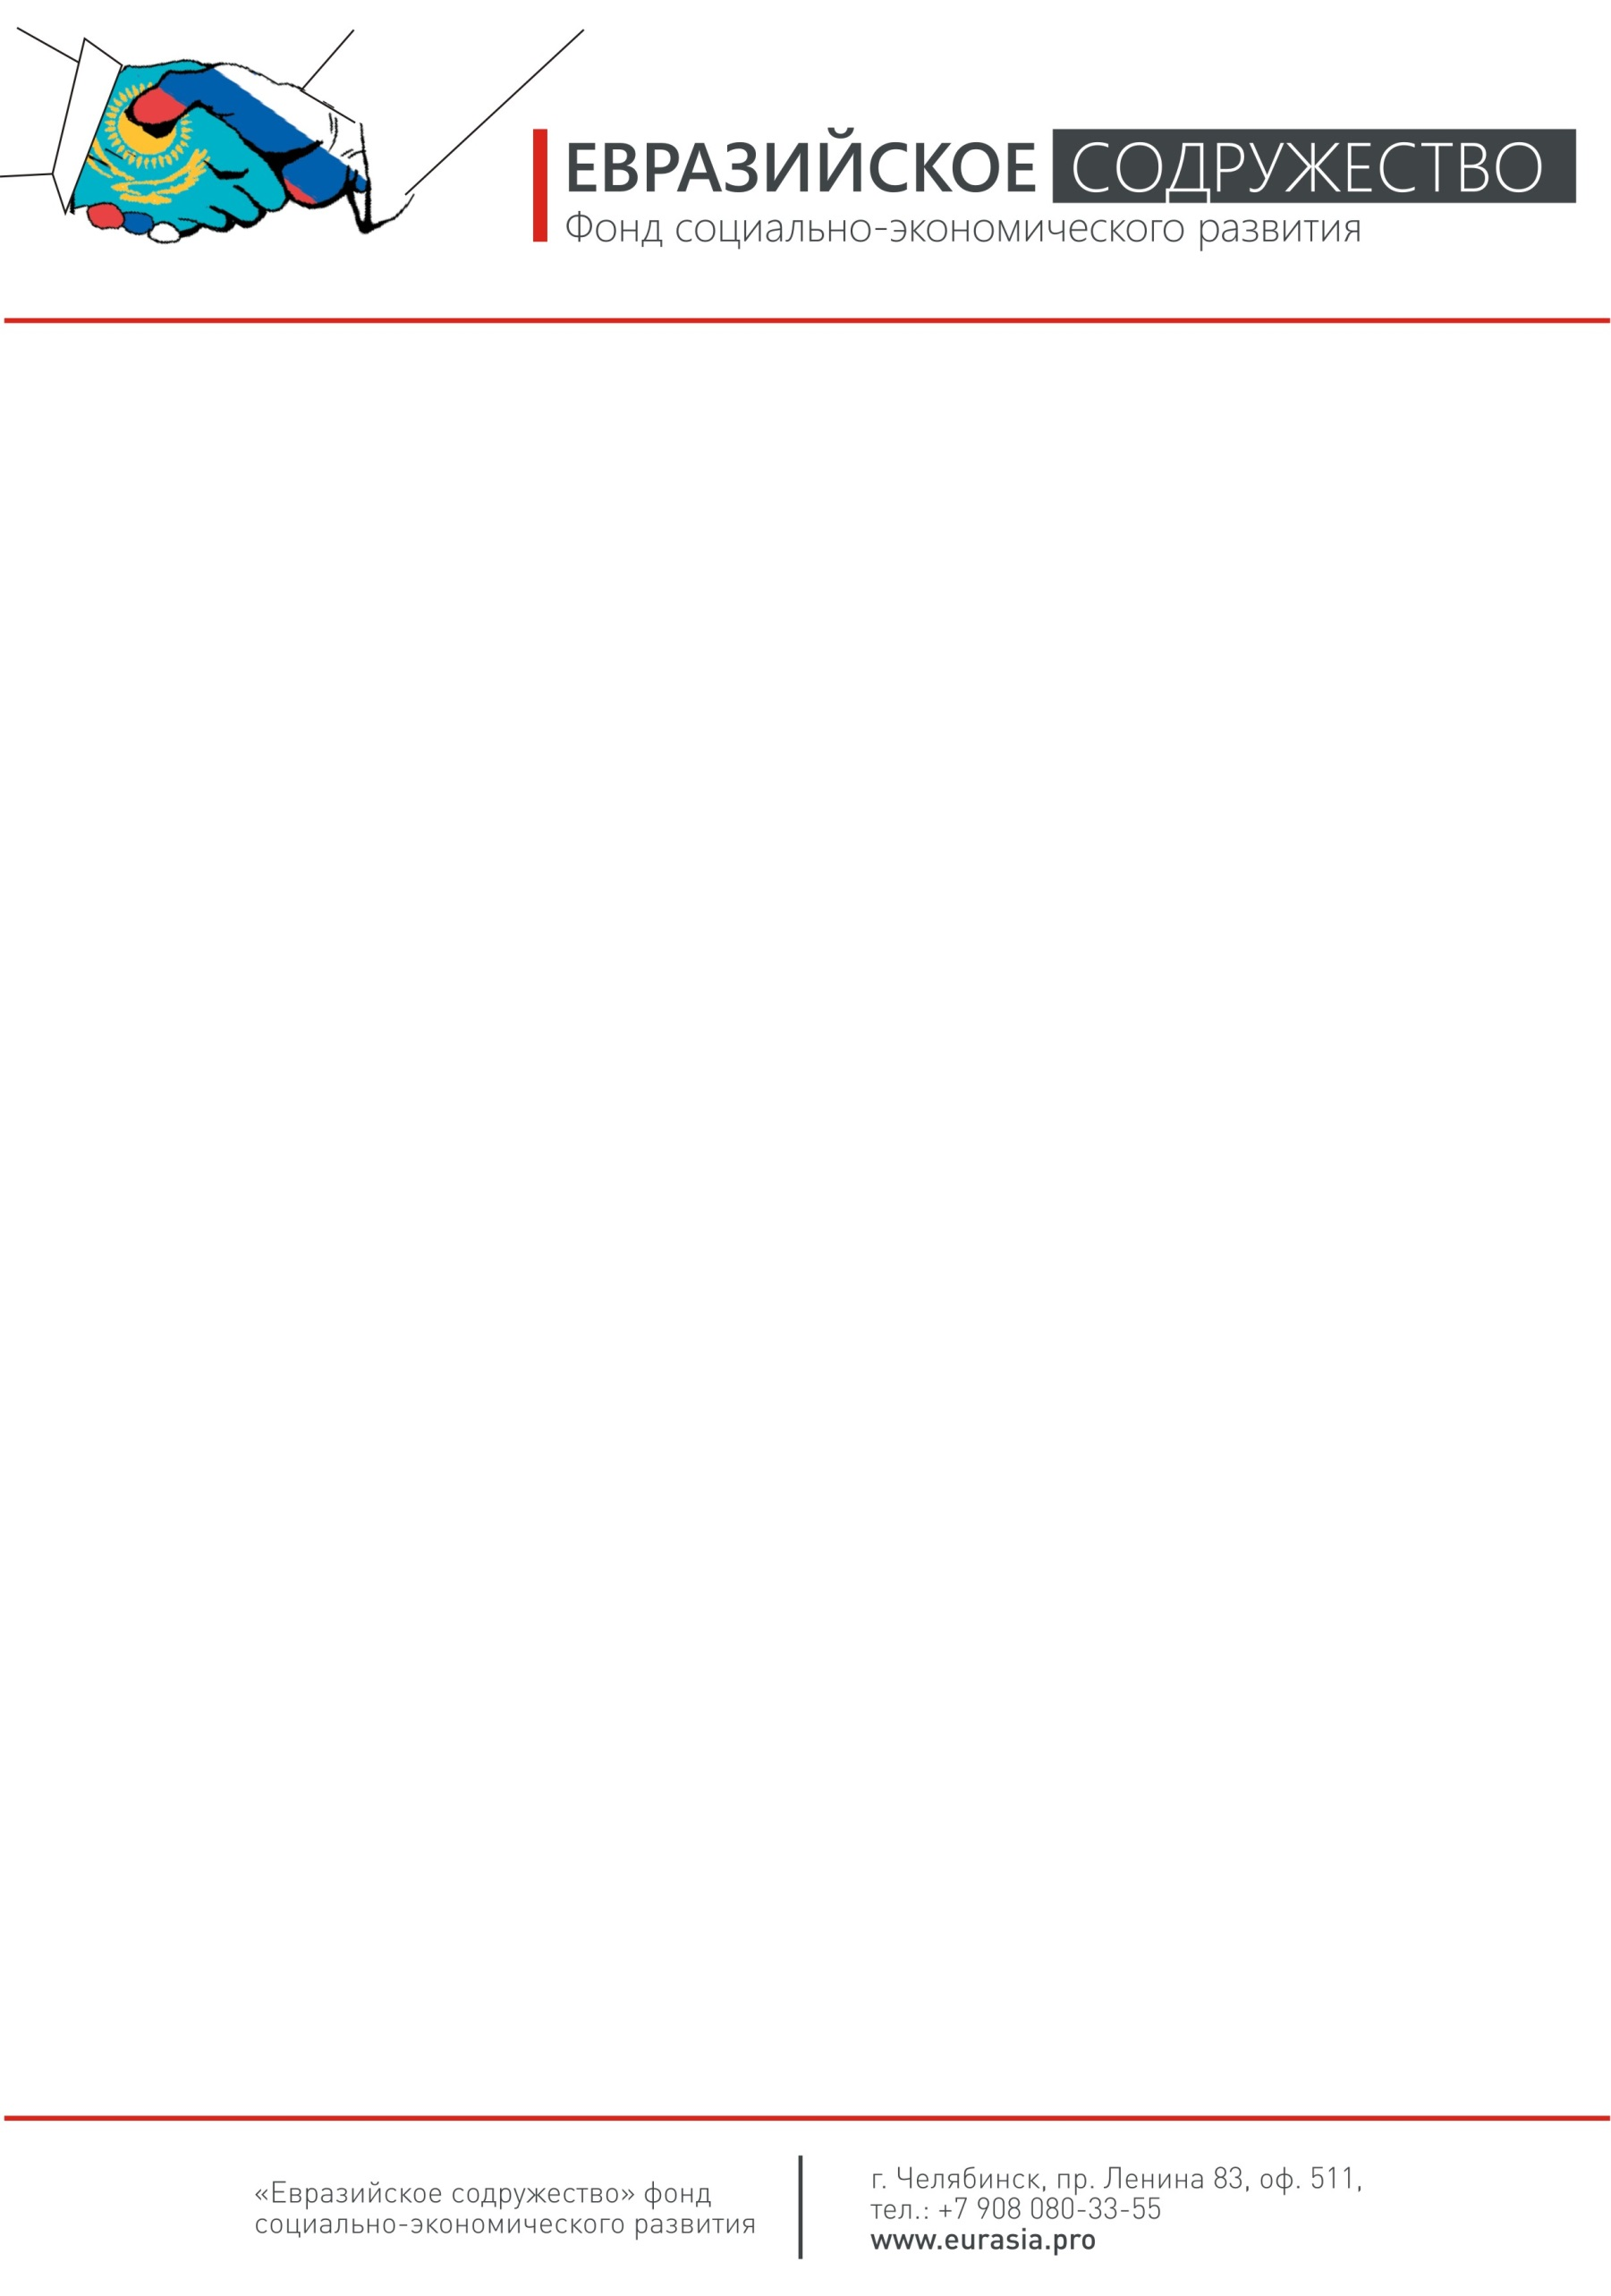 ЕВРАЗИЙСКОЕ СОДРУЖЕСТВО
Фонд социально-экономического развития
«Евразийское содружество» фонд
социально-экономического развития
г. Челябинск, пр. Ленина 83, оф. 511,
тел.: +7 908 080-33-55
www.eurasia.pro